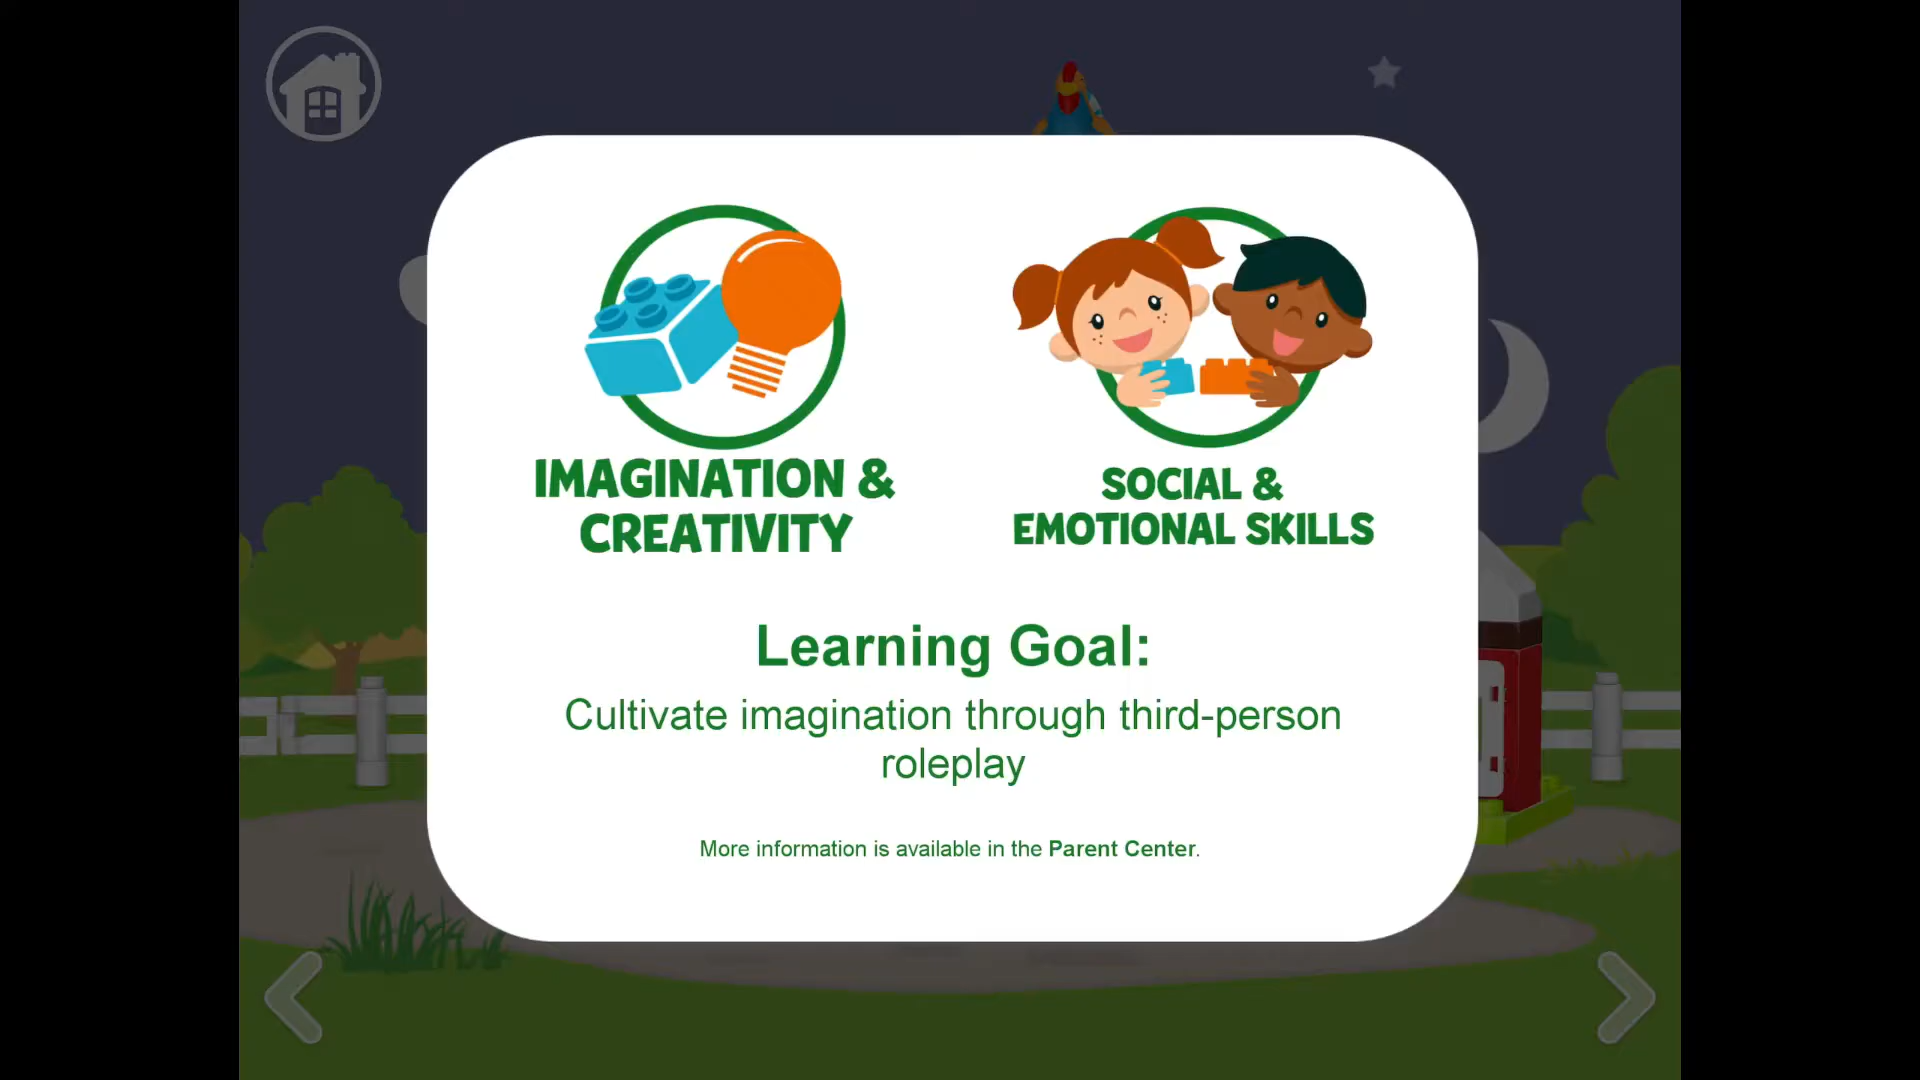 IMAGINATION &
CREATIVITY
SOCIAL &
EMOTIONAL SKILLS
Learning Goal:
Cultivate imagination through third-person
roleplay
More information is available in the Parent Center.